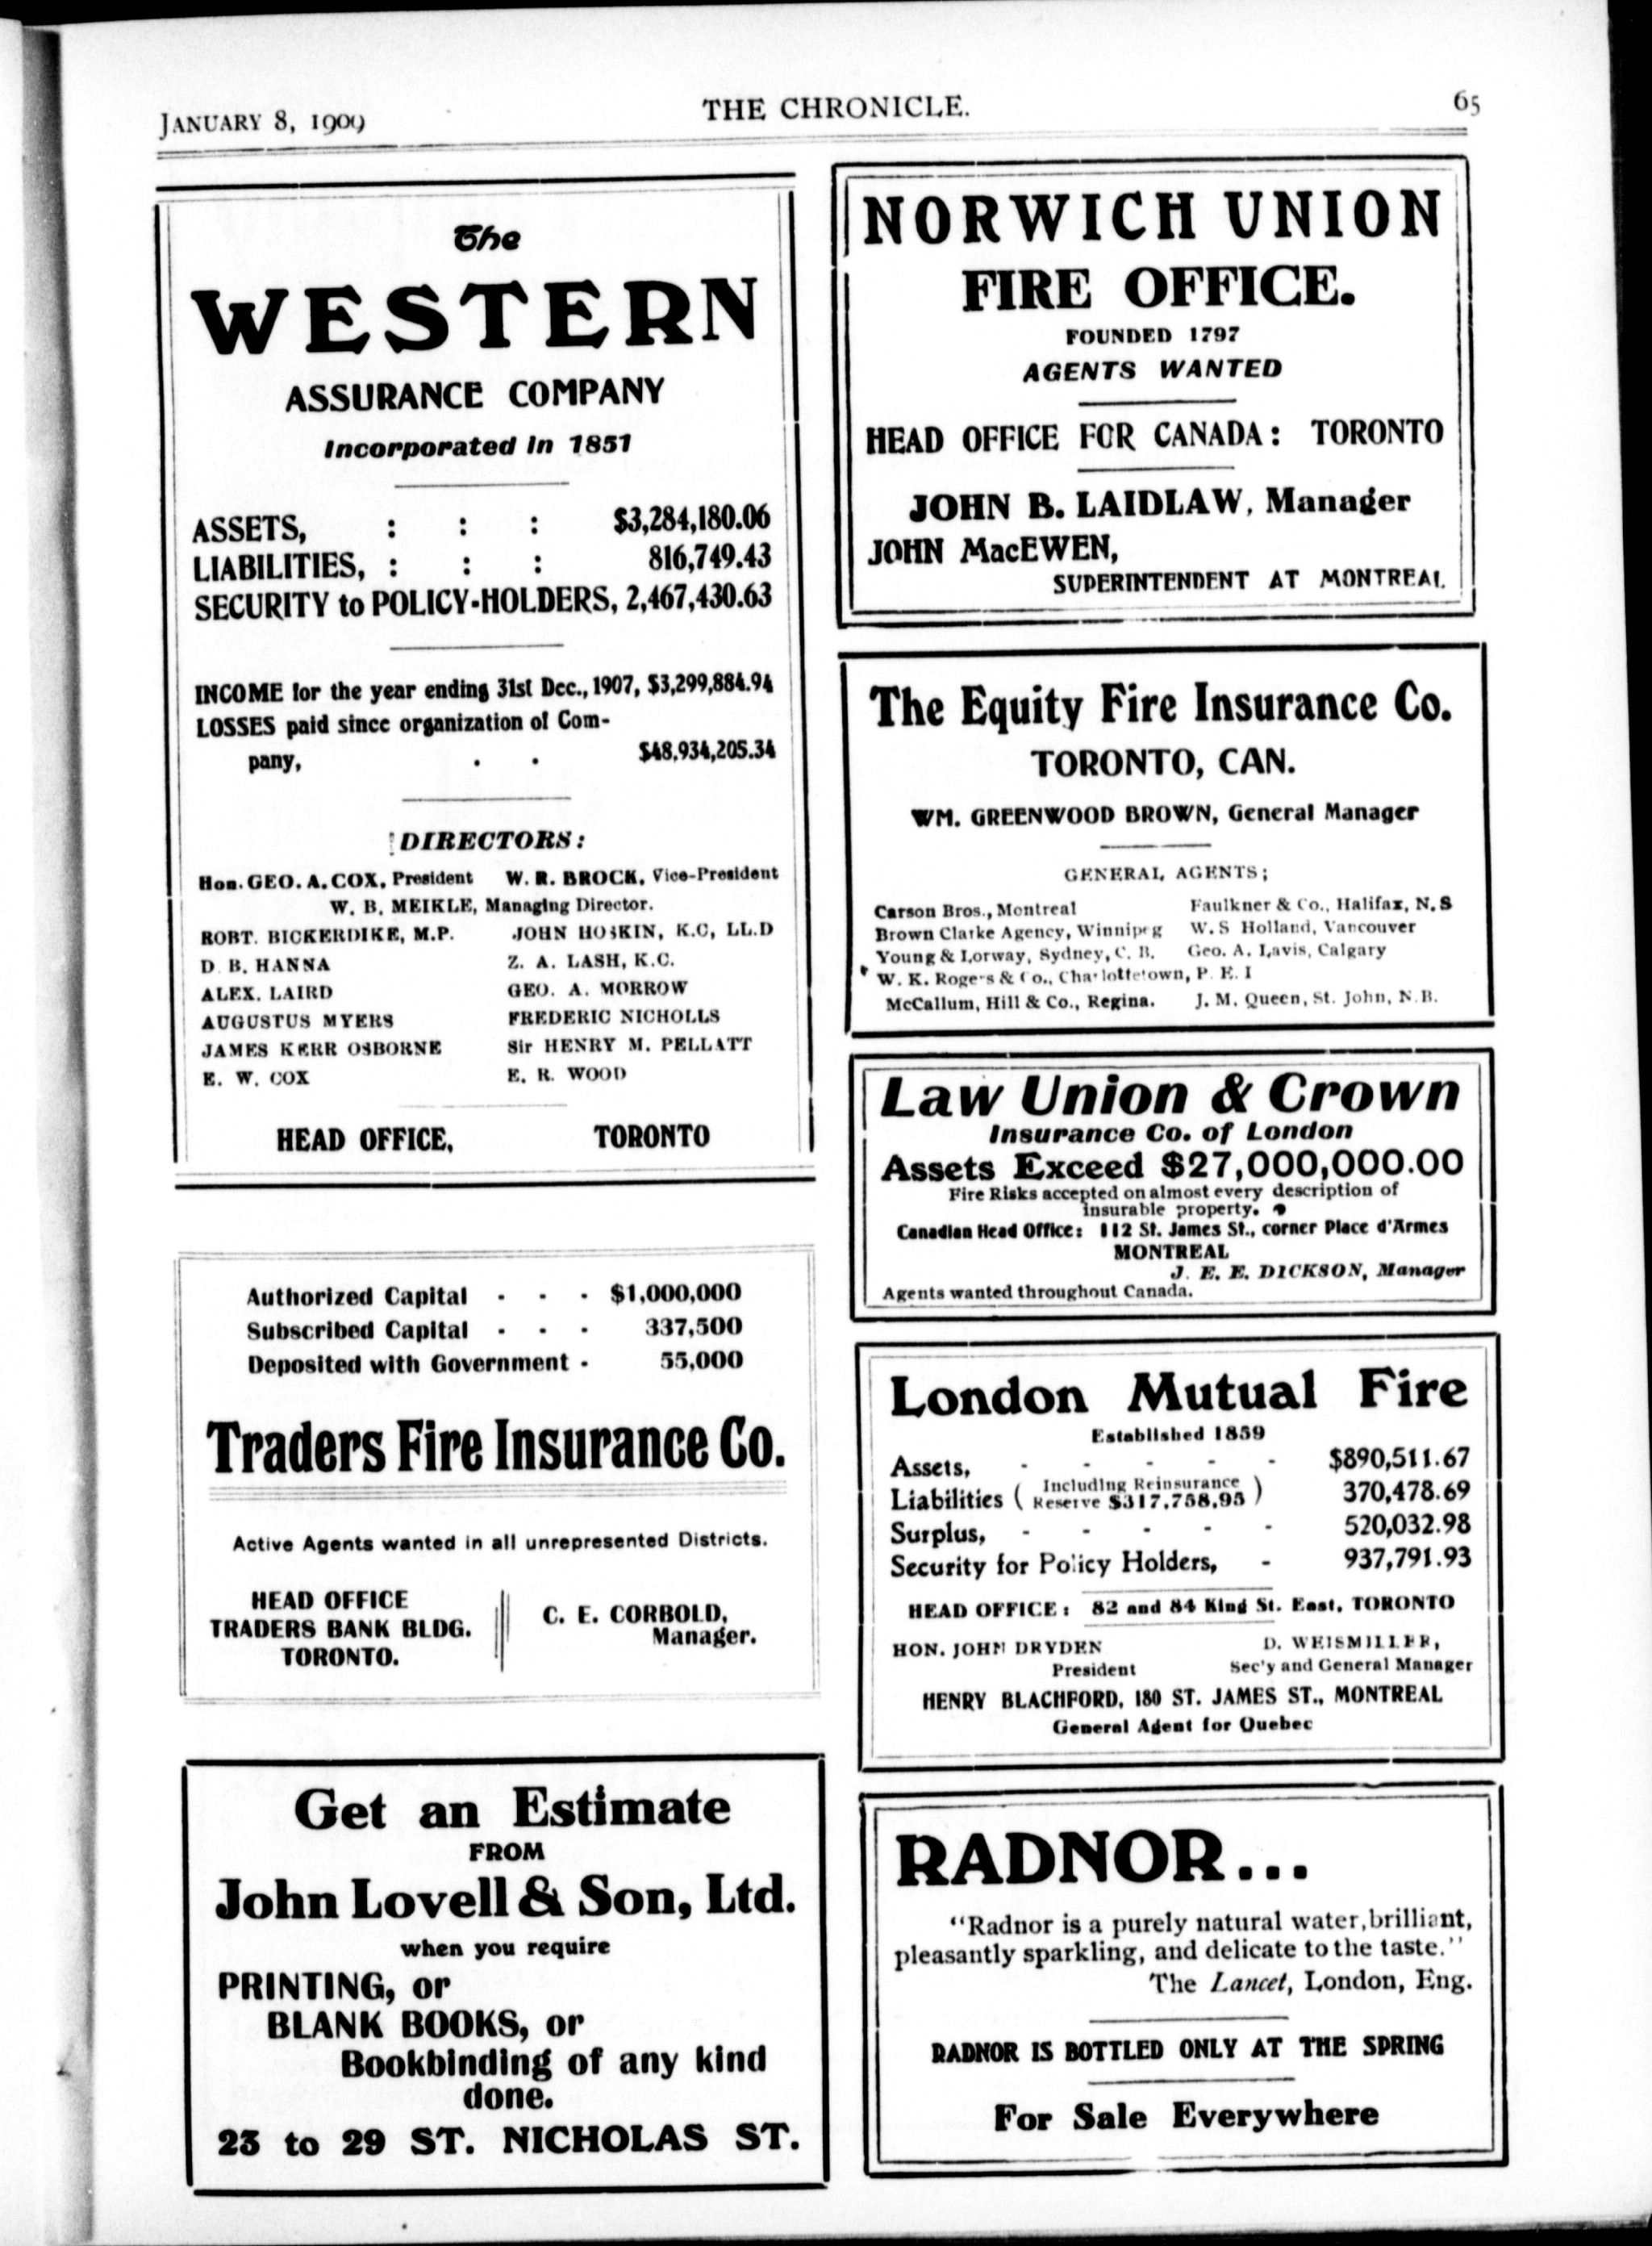 JANUARY 8, 1909
THE CHRONICLE.
65
The
WESTERN
ASSURANCE COMPANY
Incorporated in 1851
ASSETS, : : : $3,284,180.06
LIABILITIES, : : : 816,749.43
SECURITY to POLICY-HOLDERS, 2,467,430.63
INCOME for the year ending 31st Dec., 1907, $3,299,884.94
LOSSES paid since organization of Com-
pany, . . $48,934,205.34
DIRECTORS:
Hon. GEO. A. COX, President W. R. BROCK, Vice-President
W. B. MEIKLE, Managing Director.
ROBT. BICKERDIKE, M.P. JOHN HOSKIN, K.C, LL.D
D. B. HANNA Z. A. LASH, K.C.
ALEX. LAIRD GEO. A. MORROW
AUGUSTUS MYERS FREDERIC NICHOLLS
JAMES KERR OSBORNE Sir HENRY M. PELLATT
E. W. COX E. R. WOOD
HEAD OFFICE, TORONTO
Authorized Capital - - - $1,000,000
Subscribed Capital - - - 337,500
Deposited with Government - 55,000
Traders Fire Insurance Co.
Active Agents wanted in all unrepresented Districts.
HEAD OFFICE
TRADERS BANK BLDG.
TORONTO.
C. E. CORBOLD,
Manager.
Get an Estimate
FROM
John Lovell & Son, Ltd.
when you require
PRINTING, or
BLANK BOOKS, or
Bookbinding of any kind
done.
23 to 29 ST. NICHOLAS ST.
NORWICH UNION
FIRE OFFICE.
FOUNDED 1797
AGENTS WANTED
HEAD OFFICE FOR CANADA: TORONTO
JOHN B. LAIDLAW, Manager
JOHN MacEWEN,
SUPERINTENDENT AT MONTREAL.
The Equity Fire Insurance Co.
TORONTO, CAN.
WM. GREENWOOD BROWN, General Manager
GENERAL AGENTS;
Carson Bros., Montreal Faulkner & Co., Halifax, N.S
Brown Clarke Agency, Winnipeg W. S Holland, Vancouver
Young & Lorway, Sydney, C. B. Geo. A. Lavis, Calgary
W. K. Rogers & Co., Charlottetown, P. E. I
McCallum, Hill & Co., Regina. J. M. Queen, St. John, N.B.
Law Union & Crown
Insurance Co. of London
Assets Exceed $27,000,000.00
Fire Risks accepted on almost every description of
insurable property.
Canadian Head Office: 112 St. James St., corner Place d'Armes
MONTREAL
J. E. E. DICKSON, Manager
Agents wanted throughout Canada.
London Mutual Fire
Established 1859
Assets, - - - - - $890,511.67
Liabilities ( Including Reinsurance Reserve $317,758.95 ) 370,478.69
Surplus, - - - - - 520,032.98
Security for Policy Holders, - 937,791.93
HEAD OFFICE: 82 and 84 King St. East, TORONTO
HON. JOHN DRYDEN D. WEISMILLER,
President Sec'y and General Manager
HENRY BLACHFORD, 180 ST. JAMES ST., MONTREAL
General Agent for Quebec
RADNOR...
"Radnor is a purely natural water, brilliant,
pleasantly sparkling, and delicate to the taste."
The Lancet, London, Eng.
RADNOR IS BOTTLED ONLY AT THE SPRING
For Sale Everywhere